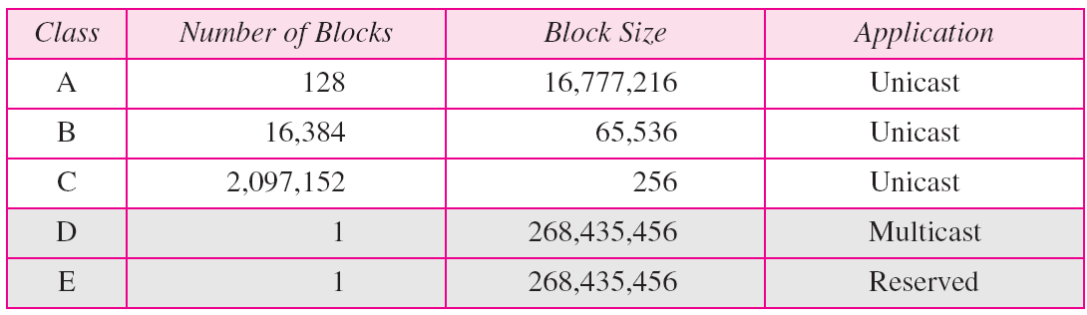 Class Number of Blocks Block Size Application
A 128 16,777,216 Unicast
B 16,384 65,536 Unicast
C 2,097,152 256 Unicast
D 1 268,435,456 Multicast
E 1 268,435,456 Reserved